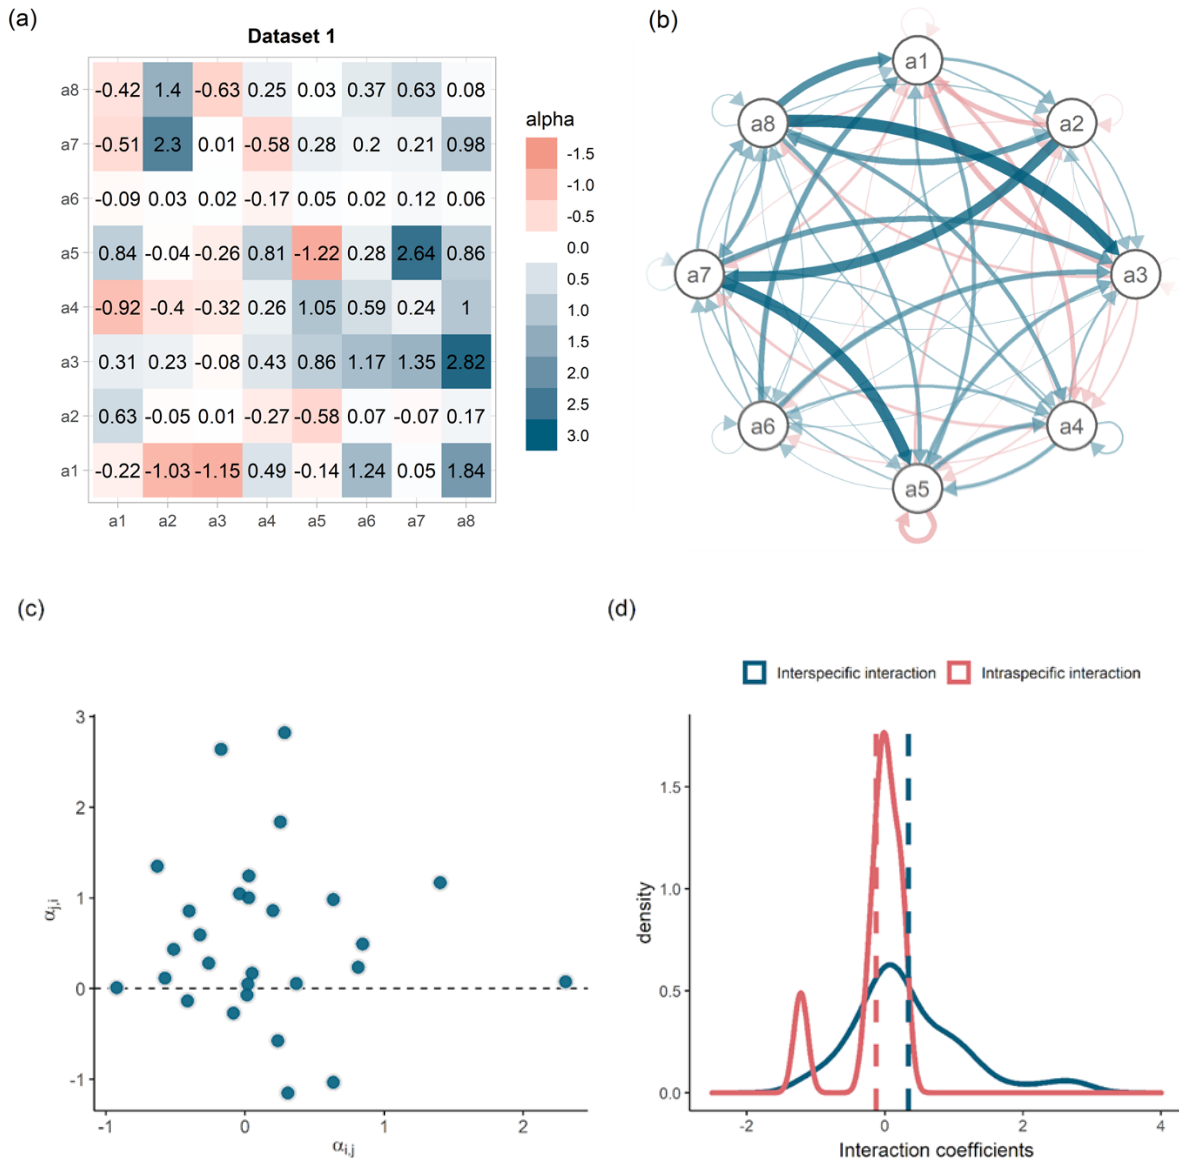 (a)
Dataset 1
a8 -0.42 1.4 -0.63 0.25 0.03 0.37 0.63 0.08
a7 -0.51 2.3 0.01 -0.58 0.28 0.2 0.21 0.98
a6 -0.09 0.03 0.02 -0.17 0.05 0.02 0.12 0.06
a5 0.84 -0.04 -0.26 0.81 -1.22 0.28 2.64 0.86
a4 -0.92 -0.4 -0.32 0.26 1.05 0.59 0.24 1
a3 0.31 0.23 -0.08 0.43 0.86 1.17 1.35 2.82
a2 0.63 -0.05 0.01 -0.27 -0.58 0.07 -0.07 0.17
a1 -0.22 -1.03 -1.15 0.49 -0.14 1.24 0.05 1.84
a1 a2 a3 a4 a5 a6 a7 a8
alpha
-1.5
-1.0
-0.5
0.0
0.5
1.0
1.5
2.0
2.5
3.0
(b)
a1
a8
a2
a7
a3
a6
a4
a5
(c)
3
2
1
0
-1
αj,i
-1 0 1 2
αi,j
(d)
Interspecific interaction Intraspecific interaction
1.5
1.0
0.5
0.0
density
-2 0 2 4
Interaction coefficients